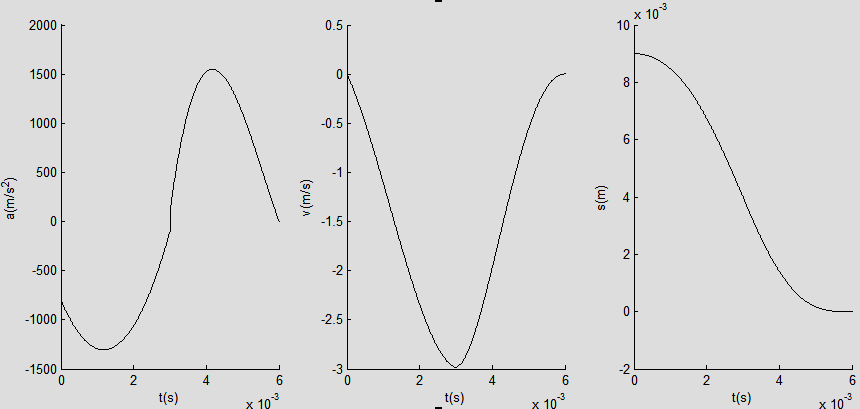 2000
1500
1000
500
0
-500
-1000
-1500
a(m/s²)
0 2 4 6
t(s)
x 10⁻³
0.5
0
-0.5
-1
-1.5
-2
-2.5
-3
v(m/s)
0 2 4 6
t(s)
x 10⁻³
x 10⁻³
10
8
6
4
2
0
-2
s(m)
0 2 4 6
t(s)
x 10⁻³